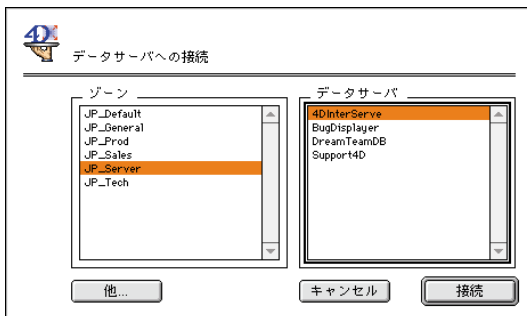 4D
データサーバへの接続
ゾーン
JP_Default
JP_General
JP_Prod
JP_Sales
JP_Server
JP_Tech
データサーバ
4DInterServe
BugDisplayer
DreamTeamDB
Support4D
他...
キャンセル
接続